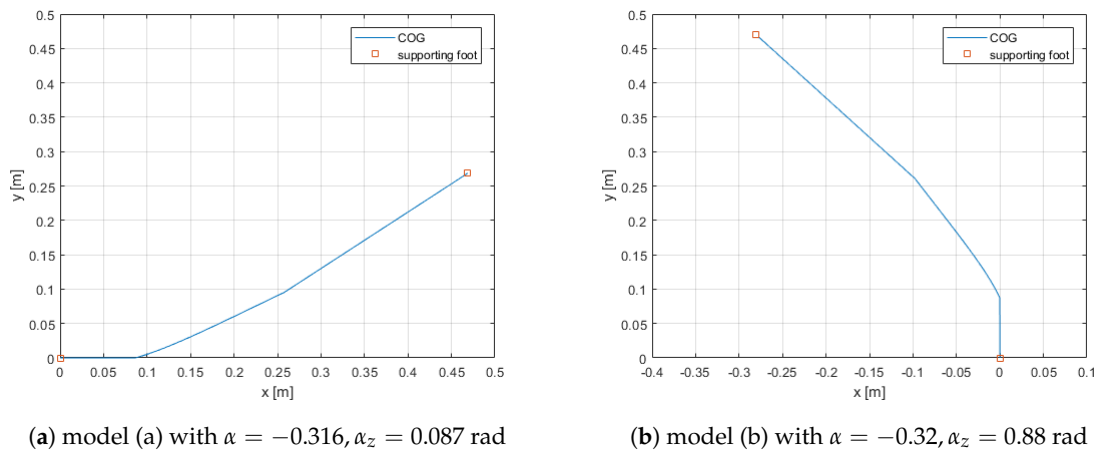 0.5
0.45
0.4
0.35
0.3
0.25
0.2
0.15
0.1
0.05
0
y [m]
COG
supporting foot
0 0.05 0.1 0.15 0.2 0.25 0.3 0.35 0.4 0.45 0.5
x [m]
(a) model (a) with α = −0.316, α_z = 0.087 rad
0.5
0.45
0.4
0.35
0.3
0.25
0.2
0.15
0.1
0.05
0
y [m]
COG
supporting foot
-0.4 -0.35 -0.3 -0.25 -0.2 -0.15 -0.1 -0.05 0 0.05 0.1
x [m]
(b) model (b) with α = −0.32, α_z = 0.88 rad